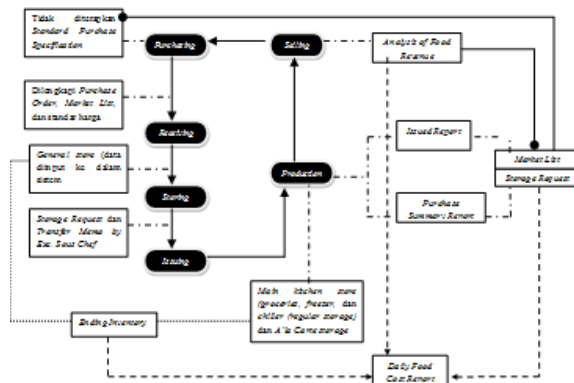 Tidak diterapkan
Standard Purchase
Specification
Purchasing
Selling
Analysis of Food
Revenue
Dilengkapi Purchase
Order, Market List,
dan standar harga
Receiving
Issued Report
General store (data
diinput ke dalam
sistem
Production
Market List
Storage Request
Storing
Purchase
Summary Report
Storage Request dan
Transfer Memo by
Exc. Sous Chef
Issuing
Main kitchen store
(groceries, freezer, dan
chiller (regular storage)
dan A'la Carte storage
Ending Inventory
Daily Food
Cost Report